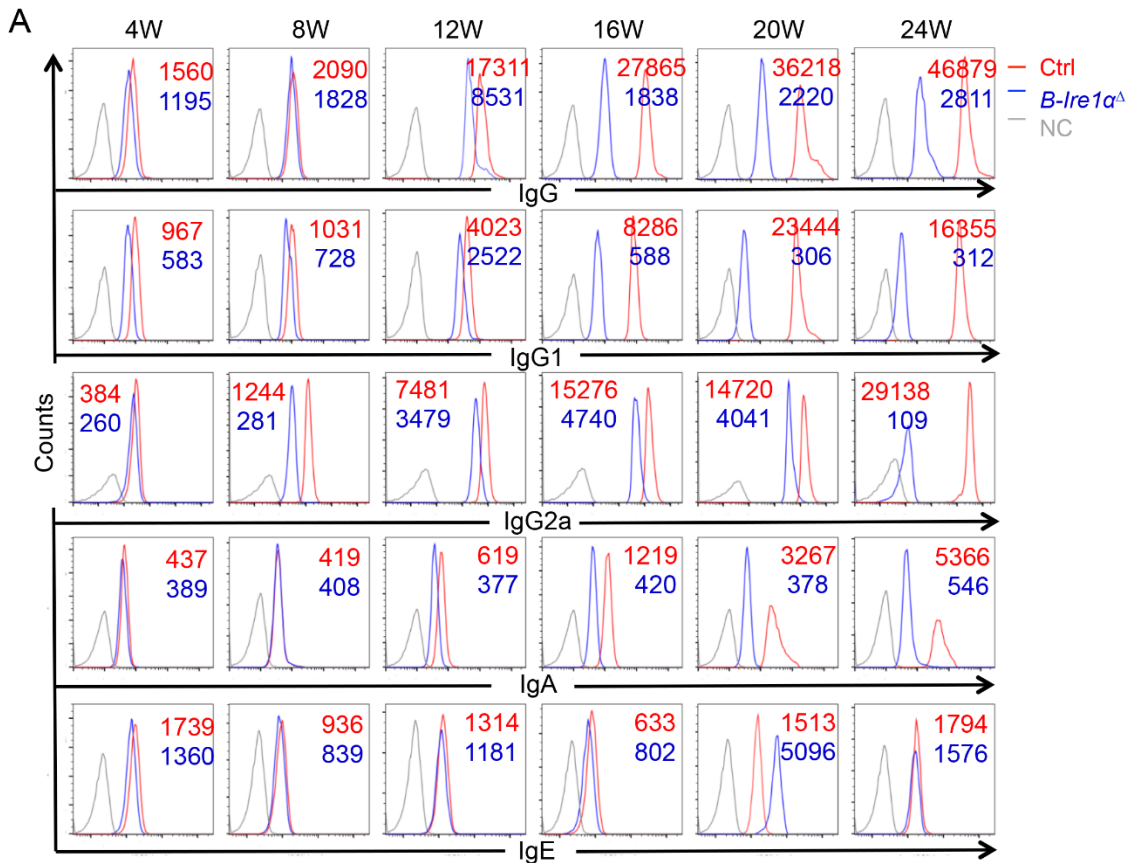 A
4W 8W 12W 16W 20W 24W
1560 2090 17311 27865 36218 46879
1195 1828 8531 1838 2220 2811
Ctrl
B-Ire1α^Δ
NC
IgG
967 1031 4023 8286 23444 16355
583 728 2522 588 306 312
IgG1
384 1244 7481 15276 14720 29138
260 281 3479 4740 4041 109
Counts
IgG2a
437 419 619 1219 3267 5366
389 408 377 420 378 546
IgA
1739 936 1314 633 1513 1794
1360 839 1181 802 5096 1576
IgE